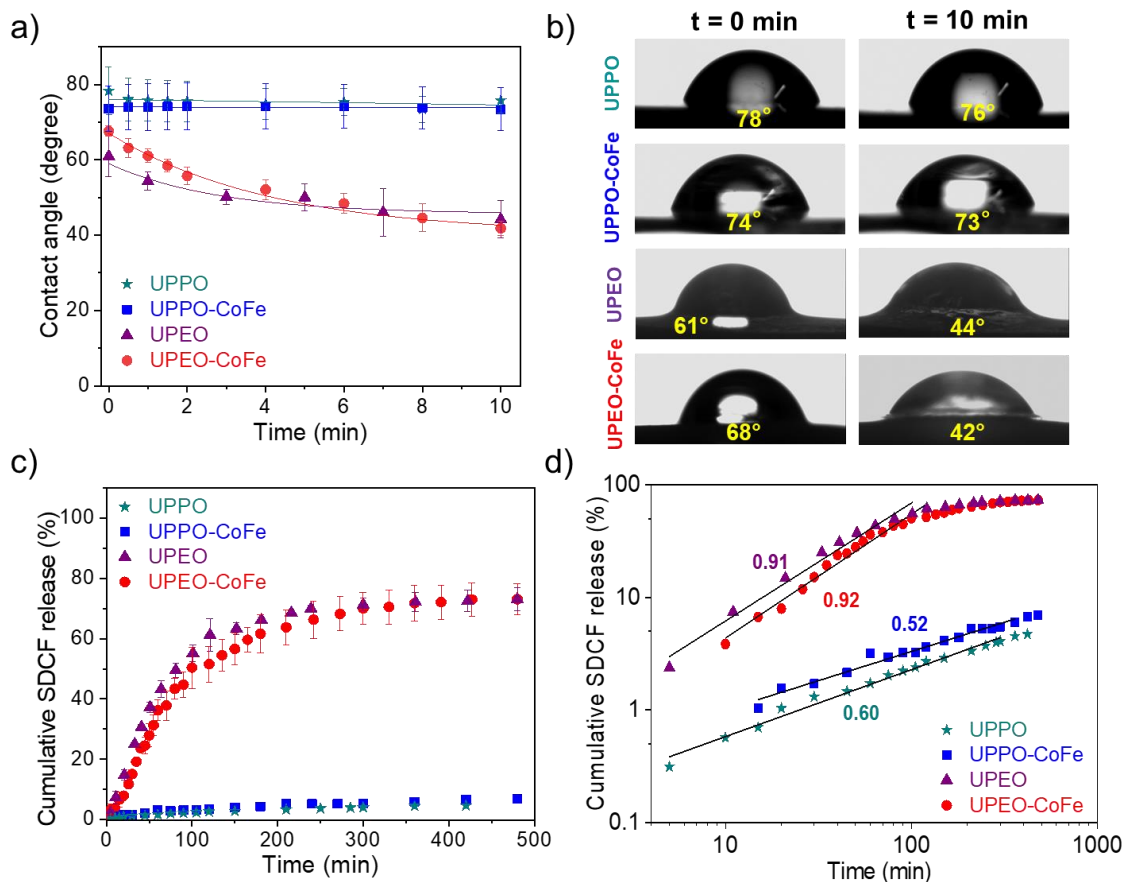 a)
Contact angle (degree)
80
60
40
20
0
UPPO
UPPO-CoFe
UPEO
UPEO-CoFe
0 2 4 6 8 10
Time (min)
b)
t = 0 min t = 10 min
UPPO
78° 76°
UPPO-CoFe
74° 73°
UPEO
61° 44°
UPEO-CoFe
68° 42°
c)
Cumulative SDCF release (%)
100
80
60
40
20
0
UPPO
UPPO-CoFe
UPEO
UPEO-CoFe
0 100 200 300 400 500
Time (min)
d)
Cumulative SDCF release (%)
100
10
1
0.1
0.91
0.92
0.52
0.60
UPPO
UPPO-CoFe
UPEO
UPEO-CoFe
10 100 1000
Time (min)